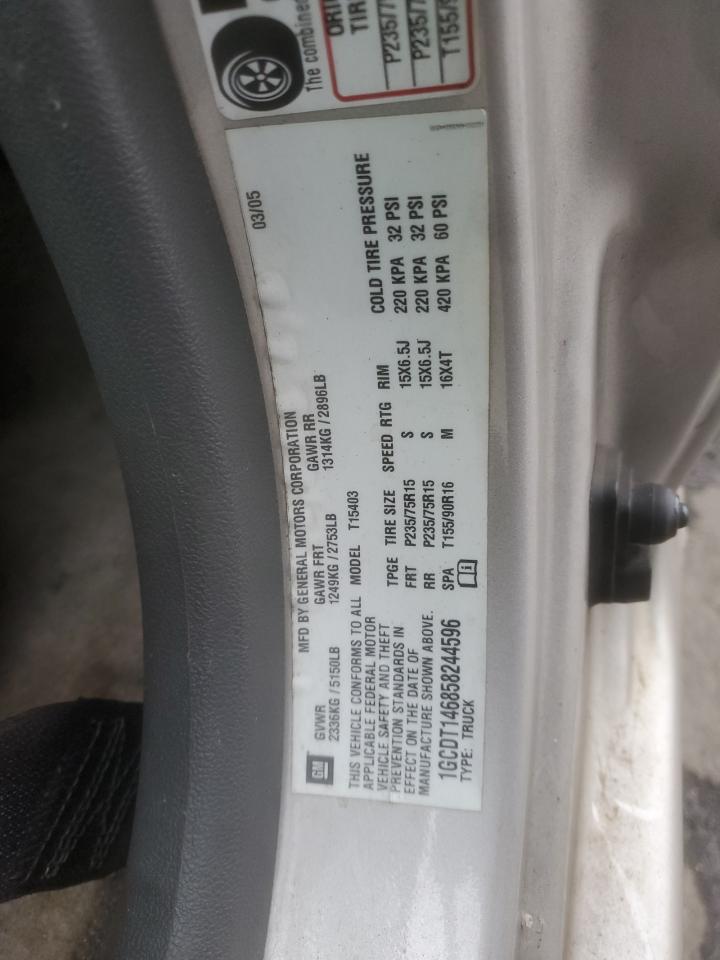 The combined
ORI
TIR
P235/7
P235/7
T155/9
03/05
MFD BY GENERAL MOTORS CORPORATION
GM
GVWR GAWR FRT GAWR RR
2336KG / 5150LB 1249KG / 2753LB 1314KG / 2896LB
THIS VEHICLE CONFORMS TO ALL
APPLICABLE FEDERAL MOTOR
VEHICLE SAFETY AND THEFT
PREVENTION STANDARDS IN
EFFECT ON THE DATE OF
MANUFACTURE SHOWN ABOVE.
1GCDT146858244596
TYPE: TRUCK
MODEL T15403
COLD TIRE PRESSURE
TPGE TIRE SIZE SPEED RTG RIM
FRT P235/75R15 S 15X6.5J 220 KPA 32 PSI
RR P235/75R15 S 15X6.5J 220 KPA 32 PSI
SPA T155/90R16 M 16X4T 420 KPA 60 PSI